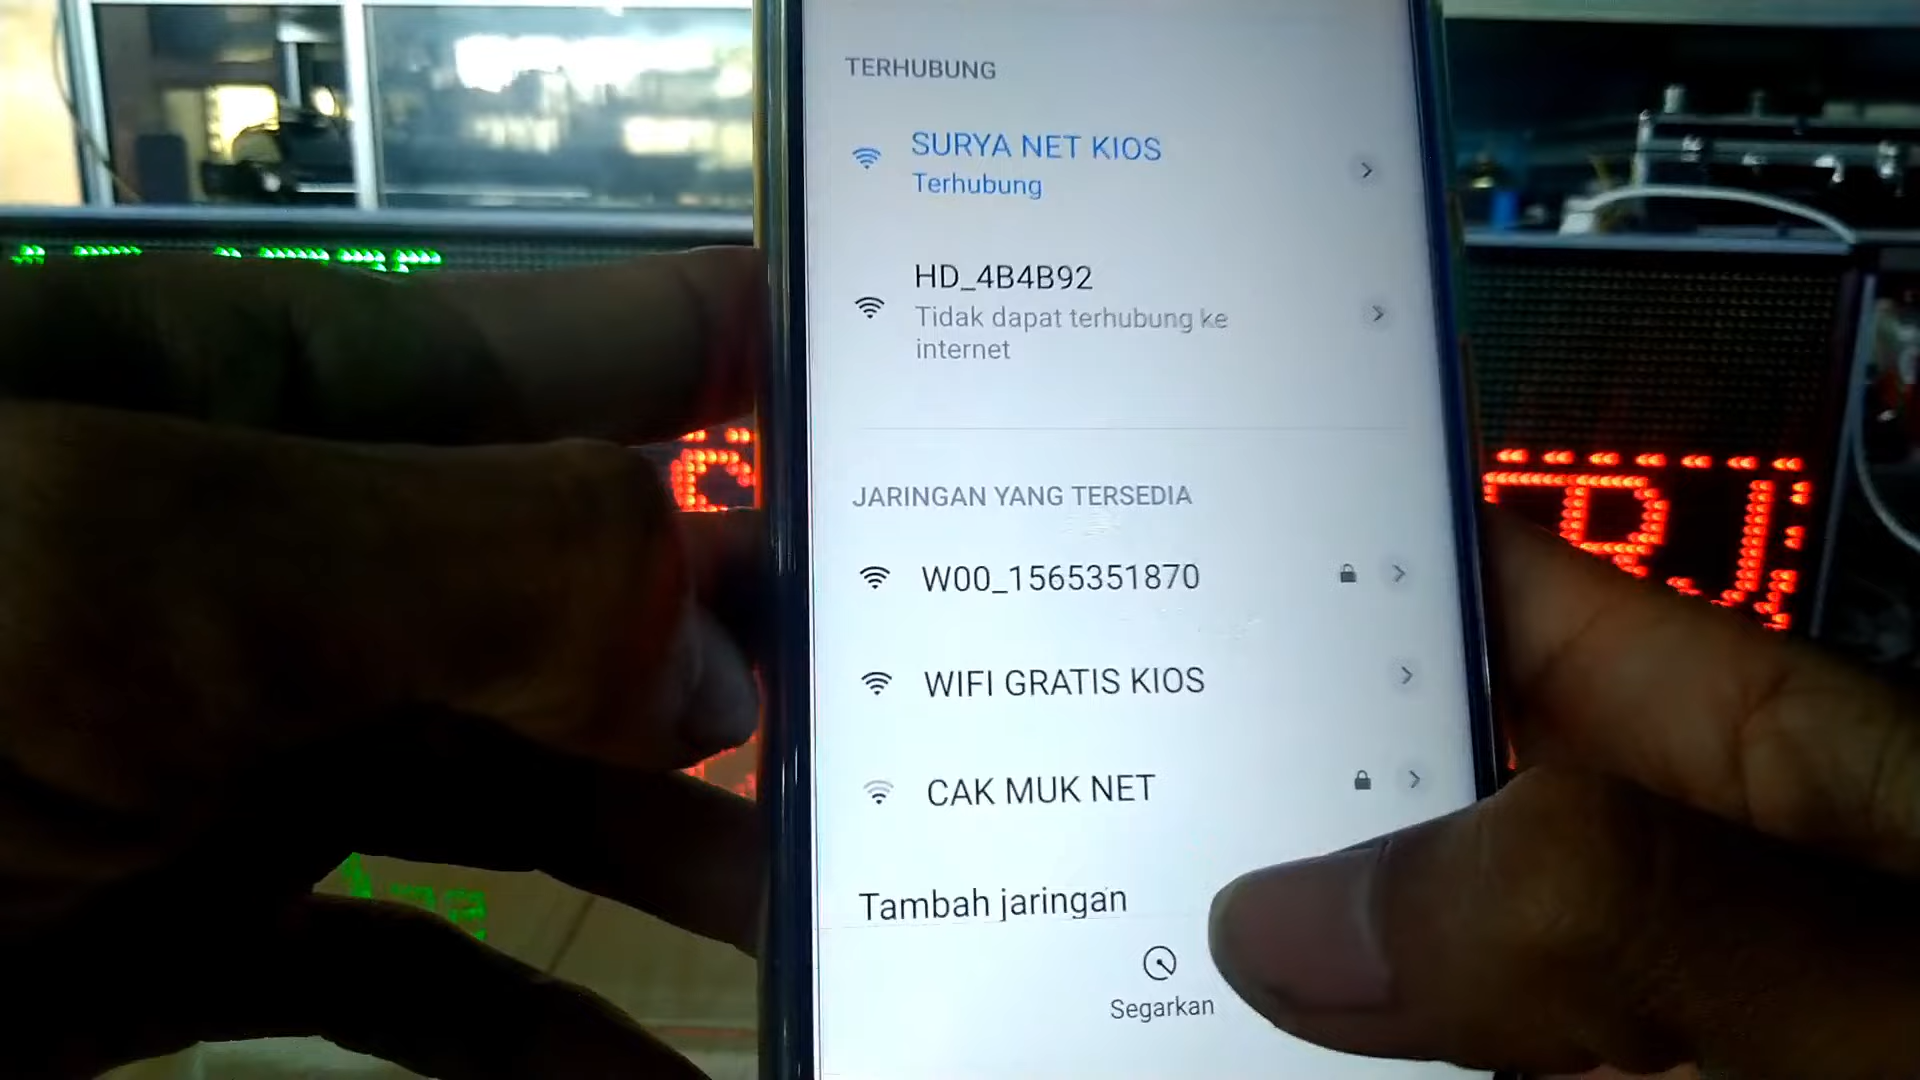 TERHUBUNG
SURYA NET KIOS
Terhubung
HD_4B4B92
Tidak dapat terhubung ke
internet
JARINGAN YANG TERSEDIA
W00_1565351870
WIFI GRATIS KIOS
CAK MUK NET
Tambah jaringan
Segarkan